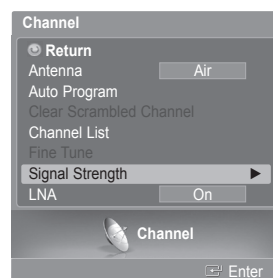 Channel
Return
Antenna Air
Auto Program
Clear Scrambled Channel
Channel List
Fine Tune
Signal Strength
LNA On
Channel
Enter